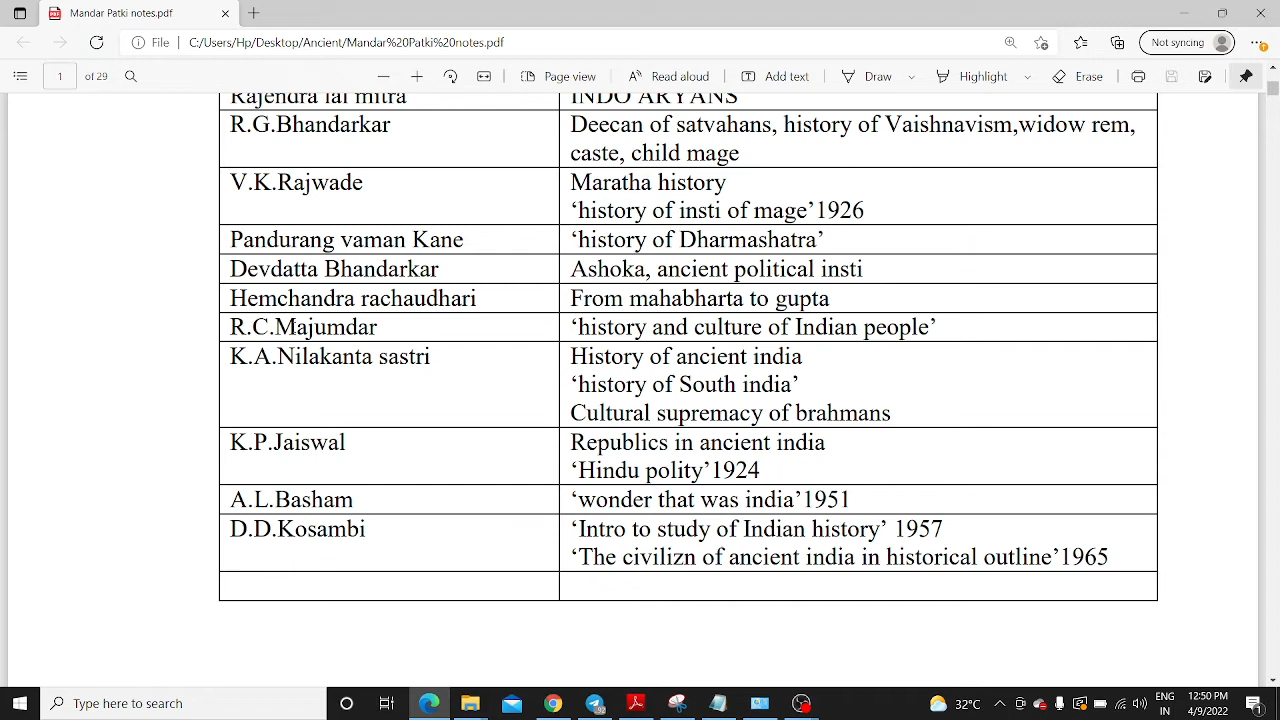 Mandar Patki notes.pdf
File | C:/Users/Hp/Desktop/Ancient/Mandar%20Patki%20notes.pdf
Not syncing
1 of 29
Page view
Read aloud
Add text
Draw
Highlight
Erase
Rajendra lal mitra INDO ARYANS
R.G.Bhandarkar Deecan of satvahans, history of Vaishnavism,widow rem,
caste, child mage
V.K.Rajwade Maratha history
‘history of insti of mage’1926
Pandurang vaman Kane ‘history of Dharmashatra’
Devdatta Bhandarkar Ashoka, ancient political insti
Hemchandra rachaudhari From mahabharta to gupta
R.C.Majumdar ‘history and culture of Indian people’
K.A.Nilakanta sastri History of ancient india
‘history of South india’
Cultural supremacy of brahmans
K.P.Jaiswal Republics in ancient india
‘Hindu polity’1924
A.L.Basham ‘wonder that was india’1951
D.D.Kosambi ‘Intro to study of Indian history’ 1957
‘The civilizn of ancient india in historical outline’1965
Type here to search
32°C
ENG
IN
12:50 PM
4/9/2022